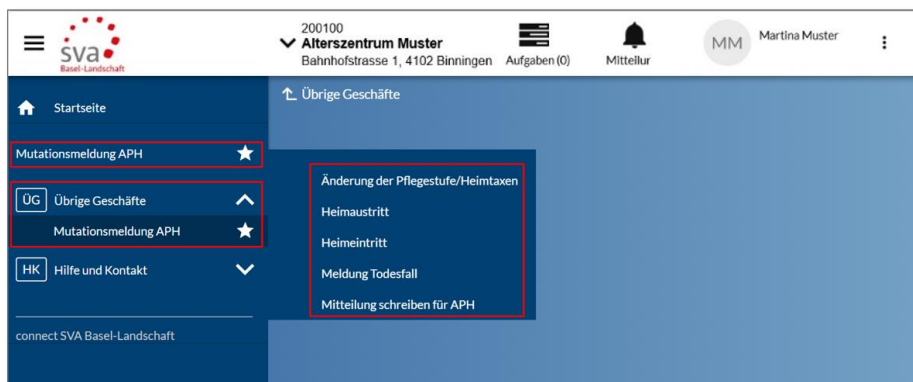 sva
Basel-Landschaft
200100
Alterszentrum Muster
Bahnhofstrasse 1, 4102 Binningen
Aufgaben (0)
Mitteilur
MM
Martina Muster
Startseite
Mutationsmeldung APH
ÜG Übrige Geschäfte
Mutationsmeldung APH
HK Hilfe und Kontakt
connect SVA Basel-Landschaft
Übrige Geschäfte
Änderung der Pflegestufe/Heimtaxen
Heimaustritt
Heimeintritt
Meldung Todesfall
Mitteilung schreiben für APH